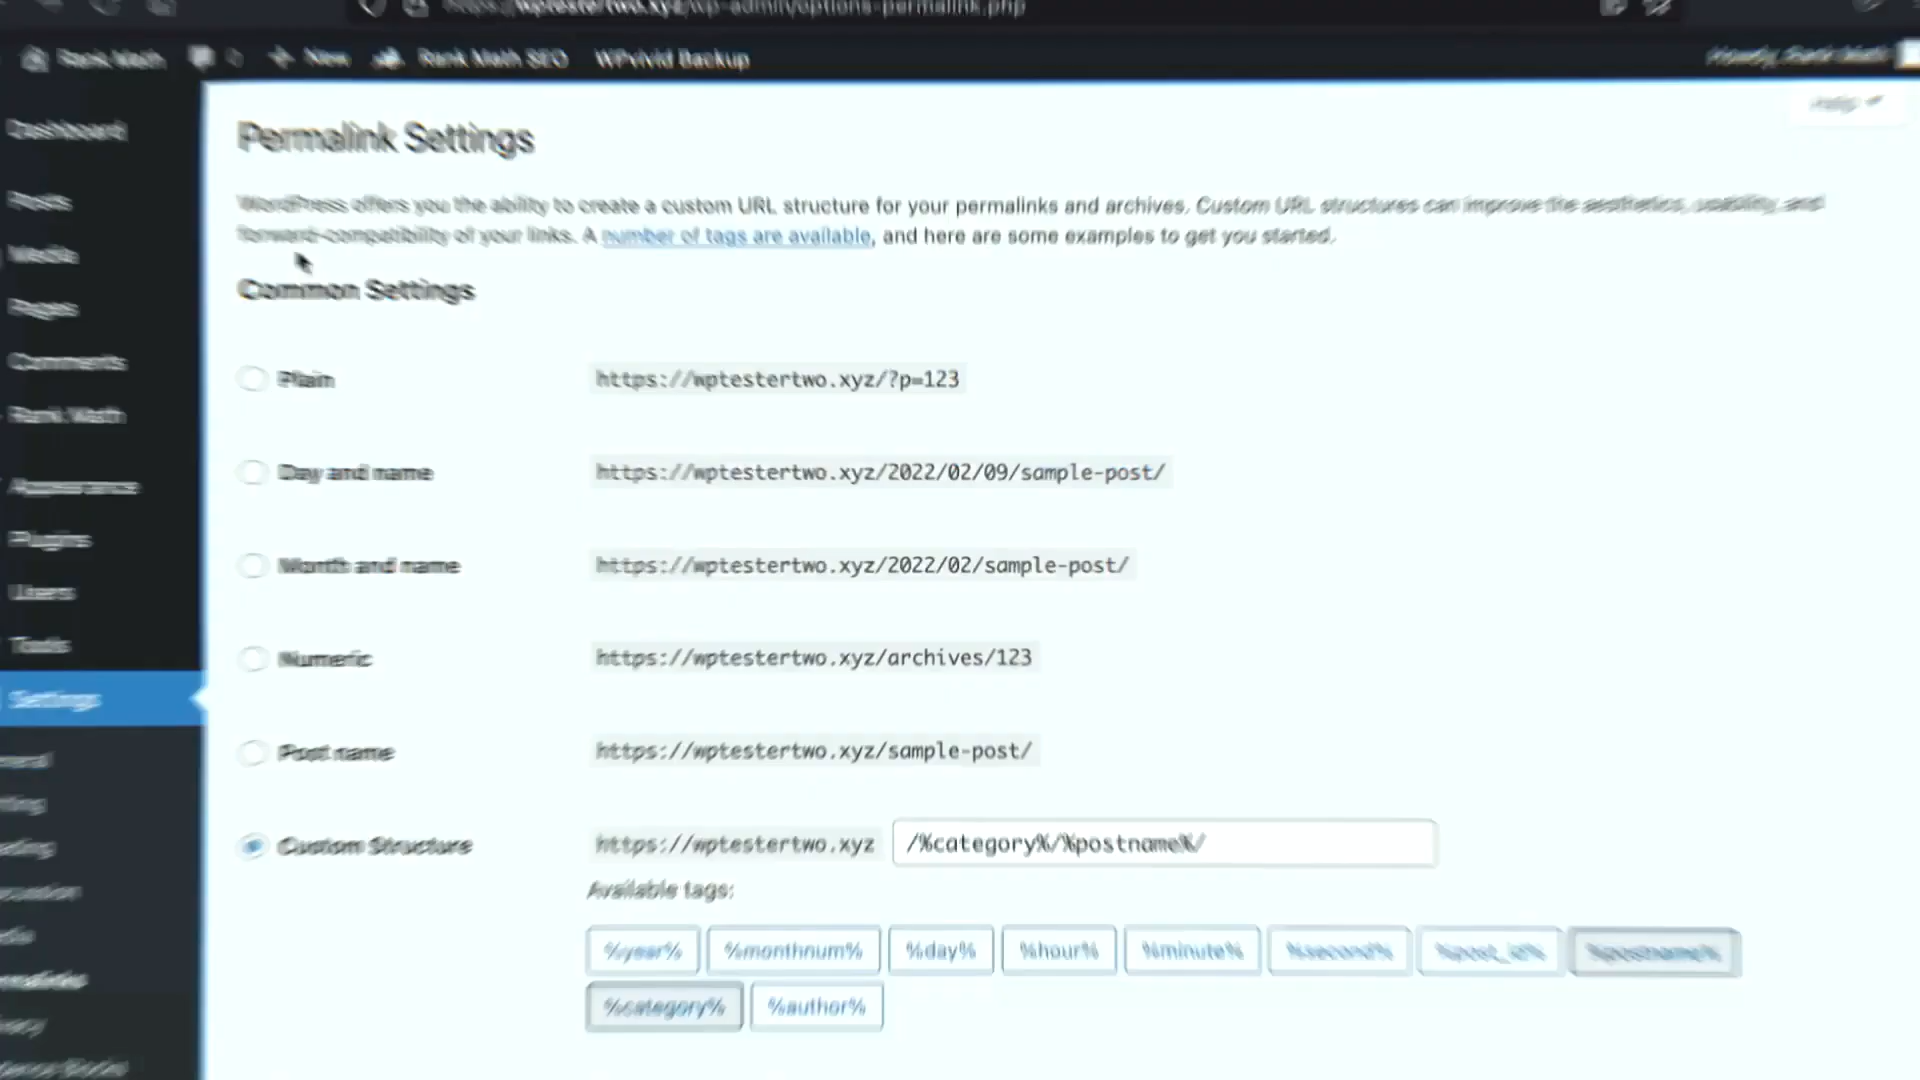 https://wptestertwo.xyz/wp-admin/options-permalink.php
Rank Math 0 New Rank Math SEO WPvivid Backup Howdy, Rank Math
Help
Dashboard
Posts
Media
Pages
Comments
Rank Math
Appearance
Plugins
Users
Tools
Settings
Permalink Settings
WordPress offers you the ability to create a custom URL structure for your permalinks and archives. Custom URL structures can improve the aesthetics, usability, and
forward-compatibility of your links. A number of tags are available, and here are some examples to get you started.
Common Settings
Plain https://wptestertwo.xyz/?p=123
Day and name https://wptestertwo.xyz/2022/02/09/sample-post/
Month and name https://wptestertwo.xyz/2022/02/sample-post/
Numeric https://wptestertwo.xyz/archives/123
Post name https://wptestertwo.xyz/sample-post/
Custom Structure https://wptestertwo.xyz /%category%/%postname%/
Available tags:
%year% %monthnum% %day% %hour% %minute% %second% %post_id% %postname%
%category% %author%